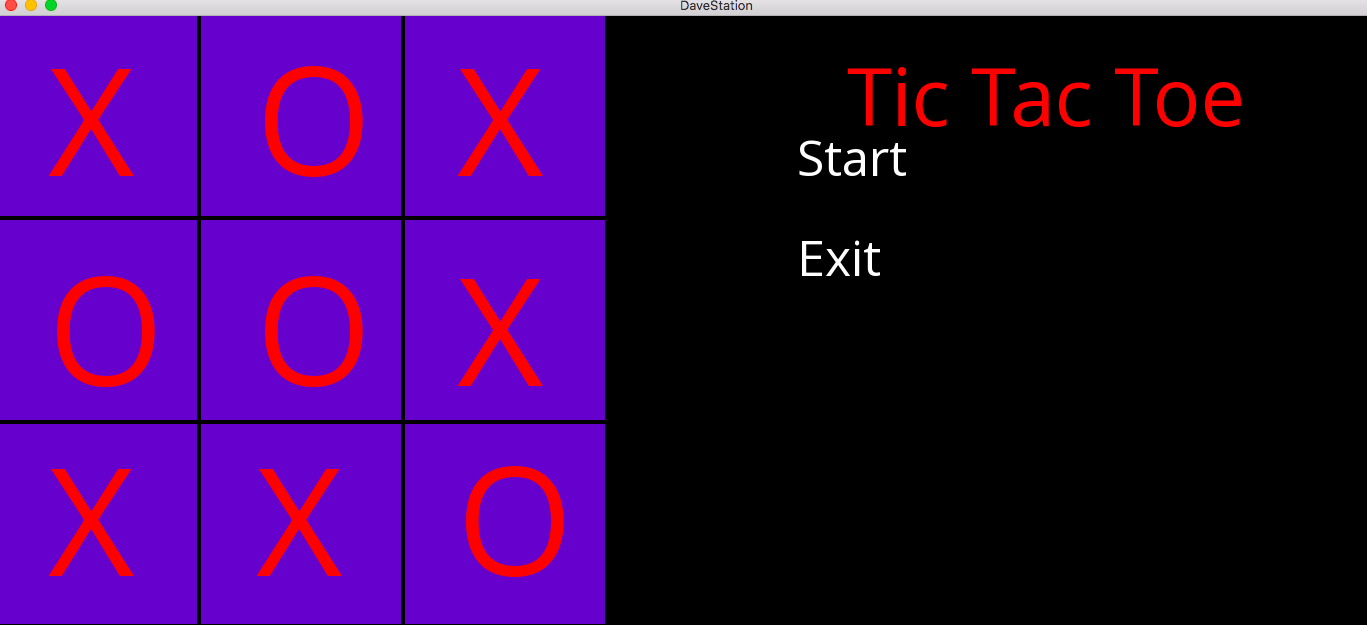 DaveStation
X O X
O O X
X X O
Tic Tac Toe
Start
Exit